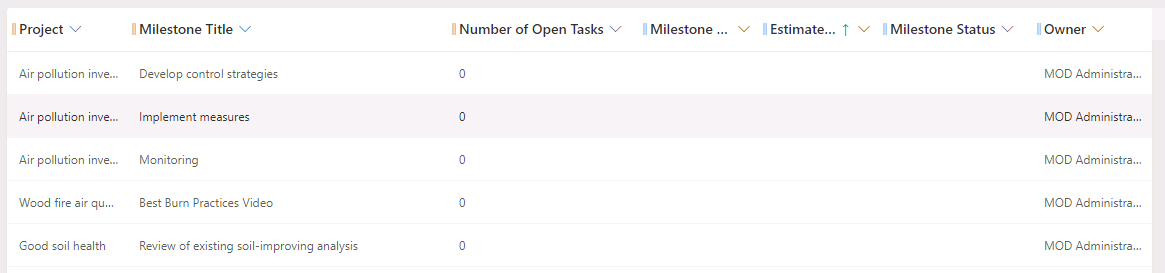 Project Milestone Title Number of Open Tasks Milestone ... Estimate... Milestone Status Owner
Air pollution inve... Develop control strategies 0 MOD Administra...
Air pollution inve... Implement measures 0 MOD Administra...
Air pollution inve... Monitoring 0 MOD Administra...
Wood fire air qu... Best Burn Practices Video 0 MOD Administra...
Good soil health Review of existing soil-improving analysis 0 MOD Administra...